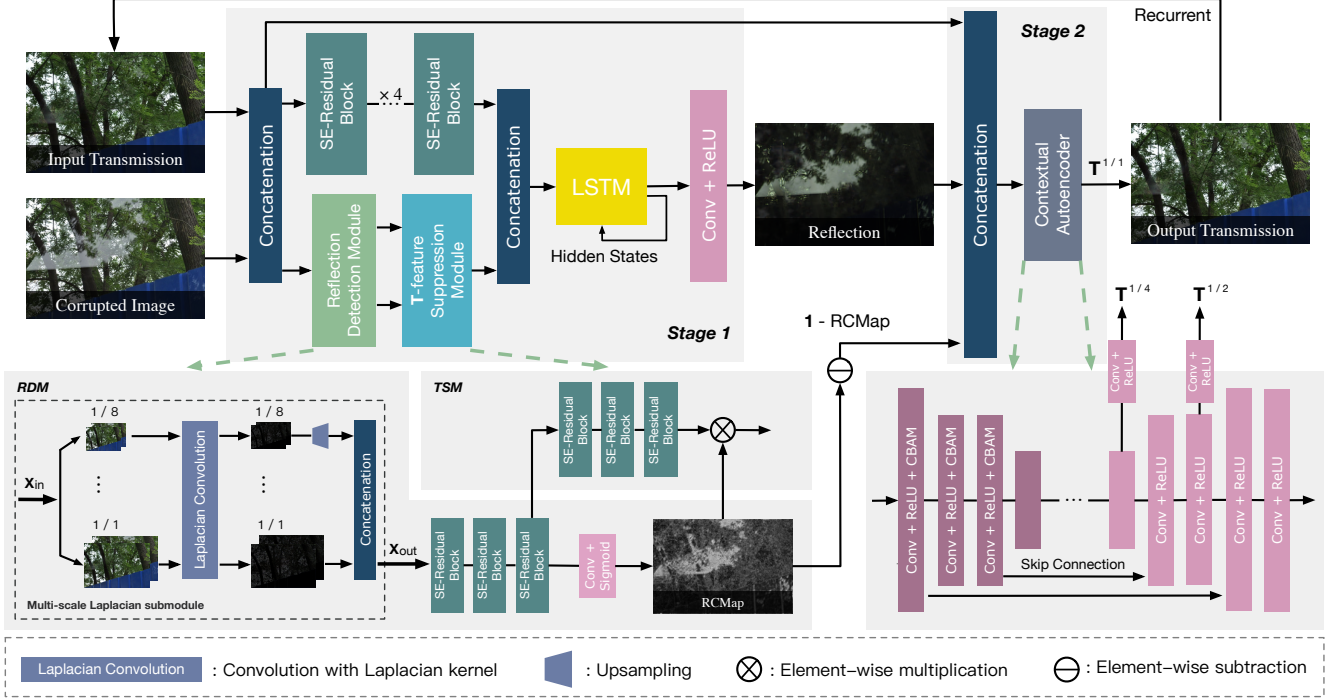 Recurrent
Stage 2
Input Transmission
Corrupted Image
Concatenation
SE-Residual
Block
× 4
...
SE-Residual
Block
Reflection
Detection Module
T-feature
Suppression
Module
Concatenation
LSTM
Hidden States
Conv + ReLU
Stage 1
Reflection
Concatenation
Contextual
Autoencoder
T 1 / 1
Output Transmission
1 - RCMap
T 1/ 4
T 1/ 2
RDM
1 / 8
1 / 8
Xin
...
...
Laplacian Convolution
1 / 1
1 / 1
Concatenation
Xout
Multi-scale Laplacian submodule
TSM
SE-Residual
Block
SE-Residual
Block
SE-Residual
Block
SE-Residual
Block
SE-Residual
Block
SE-Residual
Block
Conv +
Sigmoid
RCMap
Conv +
ReLU
Conv +
ReLU
Conv + ReLU + CBAM
Conv + ReLU + CBAM
Conv + ReLU + CBAM
...
Conv + ReLU
Conv + ReLU
Conv + ReLU
Conv + ReLU
Skip Connection
Laplacian Convolution
: Convolution with Laplacian kernel
: Upsampling
: Element–wise multiplication
: Element–wise subtraction